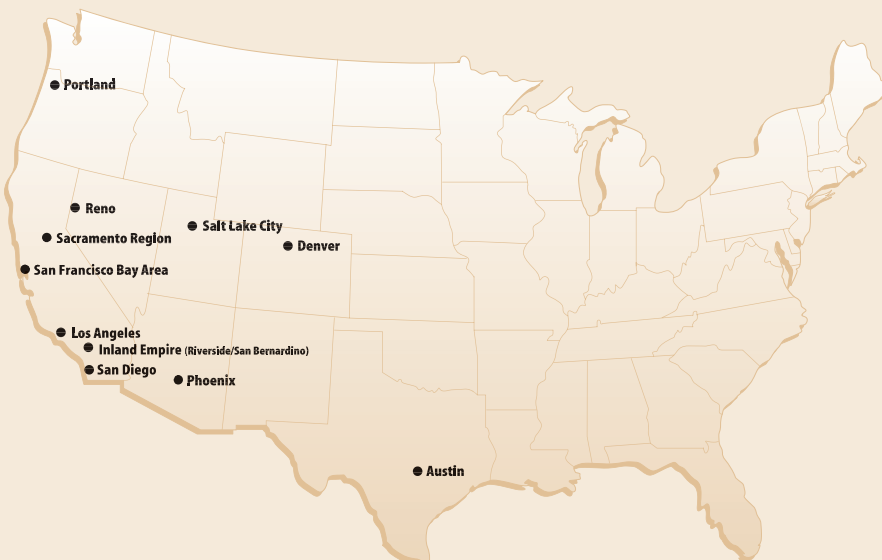 Portland
Reno
Salt Lake City
Sacramento Region
Denver
San Francisco Bay Area
Los Angeles
Inland Empire (Riverside/San Bernardino)
San Diego
Phoenix
Austin